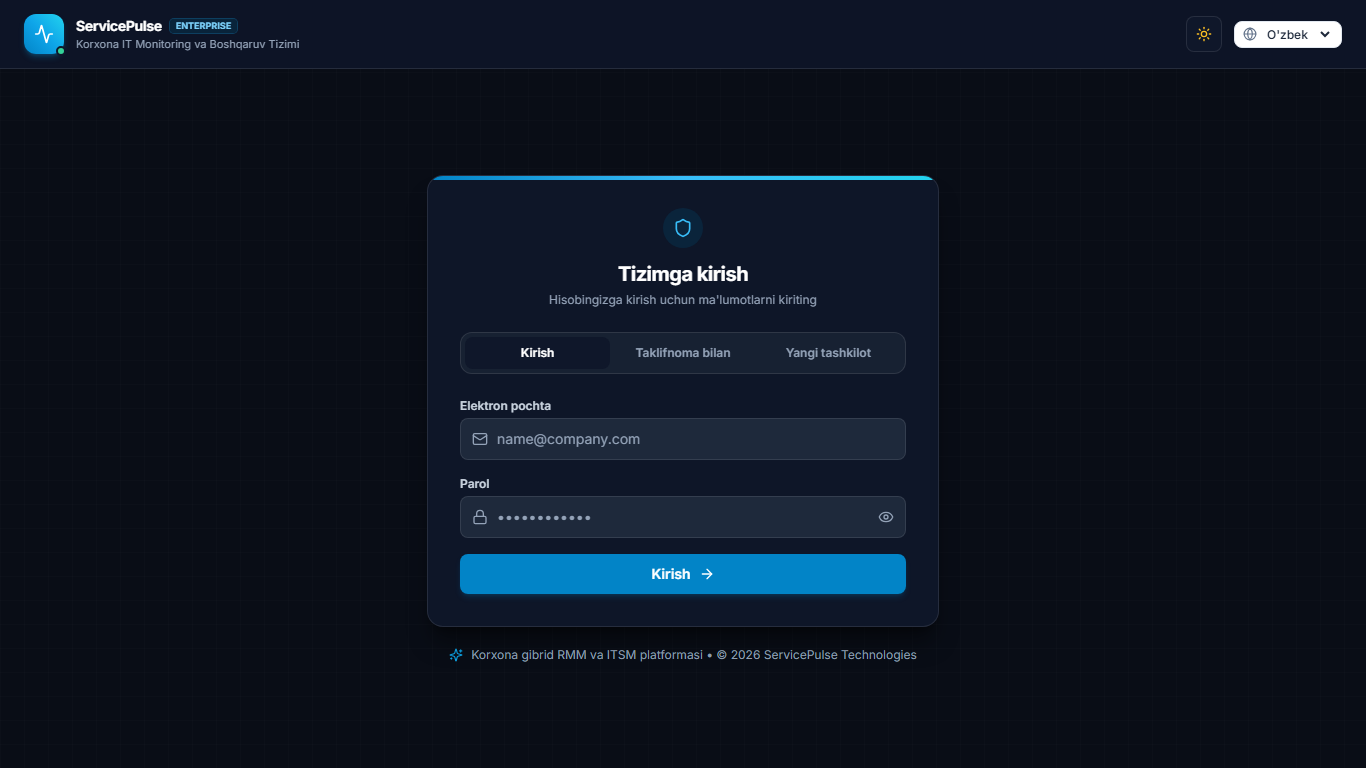 ServicePulse ENTERPRISE
Korxona IT Monitoring va Boshqaruv Tizimi
O'zbek
Tizimga kirish
Hisobingizga kirish uchun ma'lumotlarni kiriting
Kirish Taklifnoma bilan Yangi tashkilot
Elektron pochta
name@company.com
Parol
••••••••••••
Kirish →
Korxona gibrid RMM va ITSM platformasi • © 2026 ServicePulse Technologies